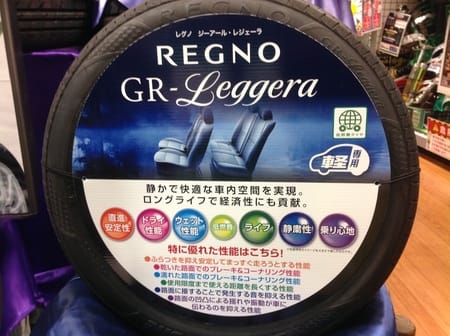 レグノ ジーアール・レジェーラ
REGNO
GR-Leggera
低燃費タイヤ
軽専用
静かで快適な車内空間を実現。
ロングライフで経済性にも貢献。
直進安定性
ドライ性能
ウェット性能
低燃費
ライフ
静粛性
乗り心地
特に優れた性能はこちら!
●ふらつきを抑え安定してまっすぐ走ろうとする性能
●乾いた路面でのブレーキ&コーナリング性能
●濡れた路面でのブレーキ&コーナリング性能
●使用限度まで使える距離を長くする性能
●路面に接することで発生する音を抑える性能
●路面の凹凸による揺れや振動が車に
伝わるのを抑える性能